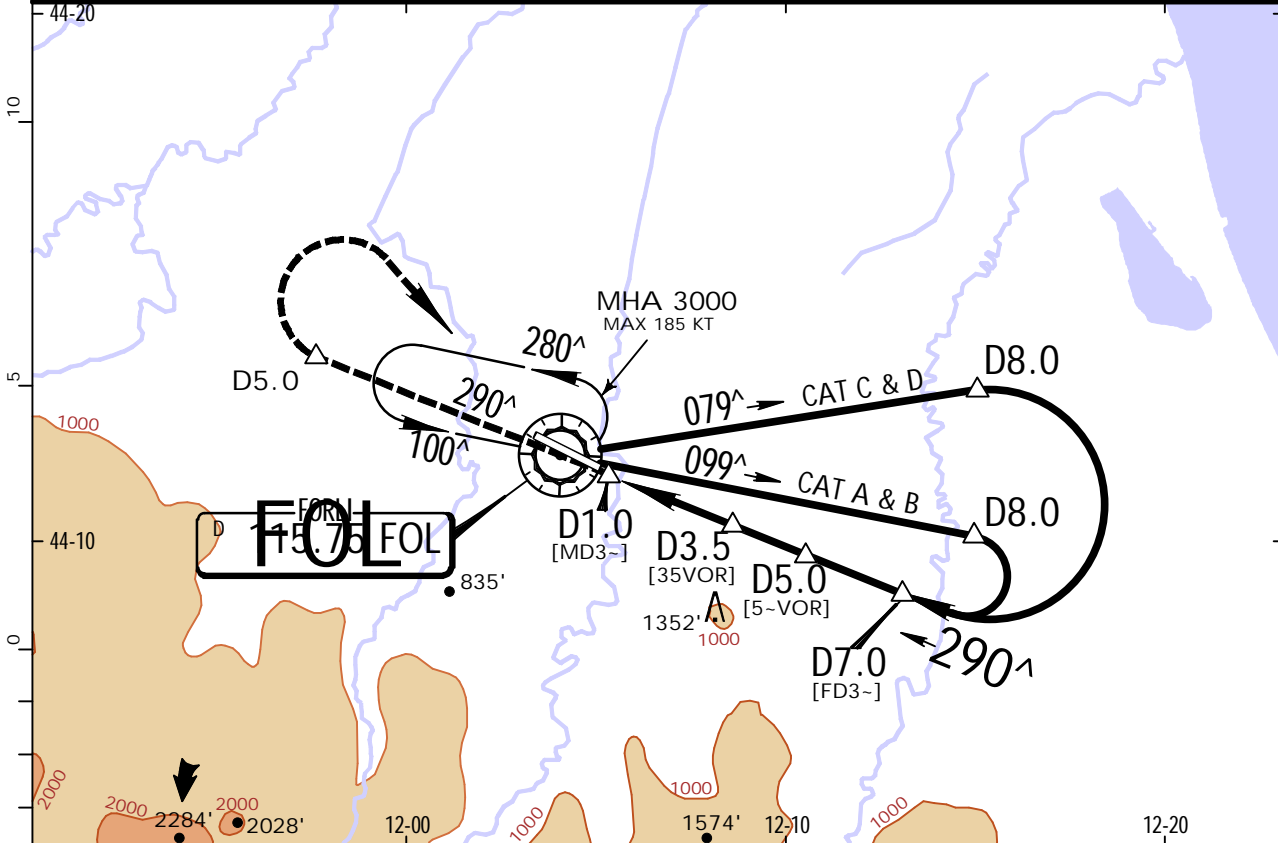 44-20
10
MHA 3000
MAX 185 KT
280^
D8.0
5
D5.0
290^
079^
CAT C & D
1000
100^
099^
CAT A & B
D8.0
D1.0
[MD3~]
FORLI
D
115.75
FOL
FOL
44-10
D3.5
[35VOR]
D5.0
[5~VOR]
835'
1352'
1000
0
D7.0
[FD3~]
290^
2000
2000
2284'
2000
2028'
12-00
1000
1000
1574'
12-10
1000
12-20